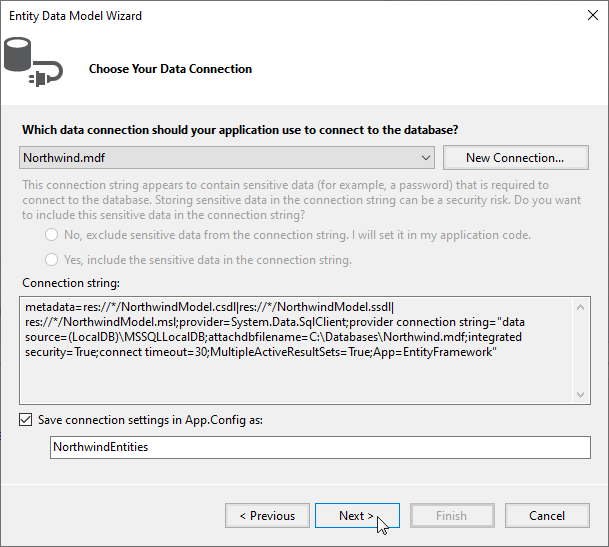 Entity Data Model Wizard
Choose Your Data Connection
Which data connection should your application use to connect to the database?
Northwind.mdf
New Connection...
This connection string appears to contain sensitive data (for example, a password) that is required to
connect to the database. Storing sensitive data in the connection string can be a security risk. Do you want
to include this sensitive data in the connection string?
No, exclude sensitive data from the connection string. I will set it in my application code.
Yes, include the sensitive data in the connection string.
Connection string:
metadata=res://*/NorthwindModel.csdl|res://*/NorthwindModel.ssdl|
res://*/NorthwindModel.msl;provider=System.Data.SqlClient;provider connection string="data
source=(LocalDB)\MSSQLLocalDB;attachdbfilename=C:\Databases\Northwind.mdf;integrated
security=True;connect timeout=30;MultipleActiveResultSets=True;App=EntityFramework"
Save connection settings in App.Config as:
NorthwindEntities
< Previous
Next >
Finish
Cancel